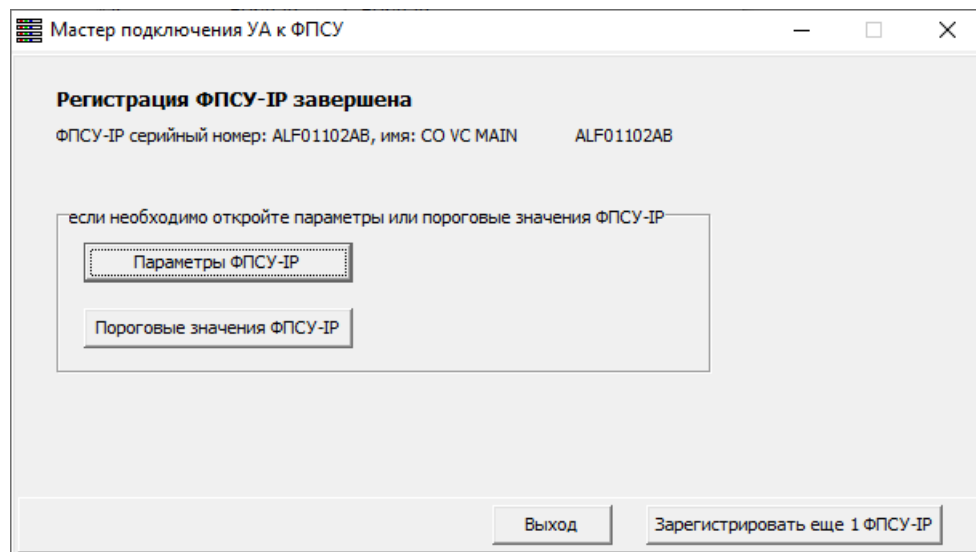 Мастер подключения УА к ФПСУ
Регистрация ФПСУ-IP завершена
ФПСУ-IP серийный номер: ALF01102AB, имя: CO VC MAIN ALF01102AB
если необходимо откройте параметры или пороговые значения ФПСУ-IP
Параметры ФПСУ-IP
Пороговые значения ФПСУ-IP
Выход
Зарегистрировать еще 1 ФПСУ-IP